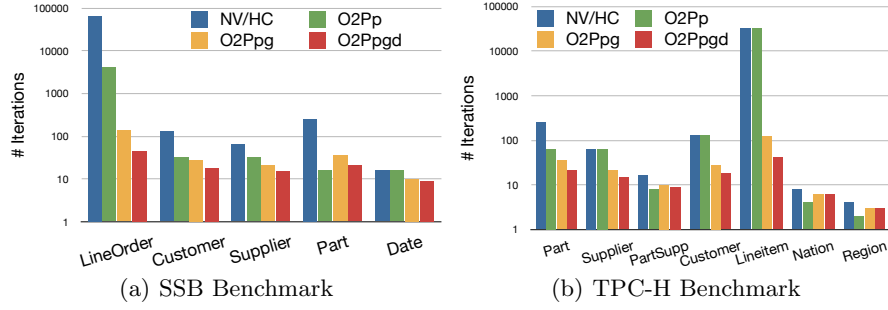 100000
10000
1000
100
10
1
# Iterations
NV/HC
O2Pp
O2Ppg
O2Ppgd
LineOrder
Customer
Supplier
Part
Date
(a) SSB Benchmark
100000
10000
1000
100
10
1
# Iterations
NV/HC
O2Pp
O2Ppg
O2Ppgd
Part
Supplier
PartSupp
Customer
Lineitem
Nation
Region
(b) TPC-H Benchmark